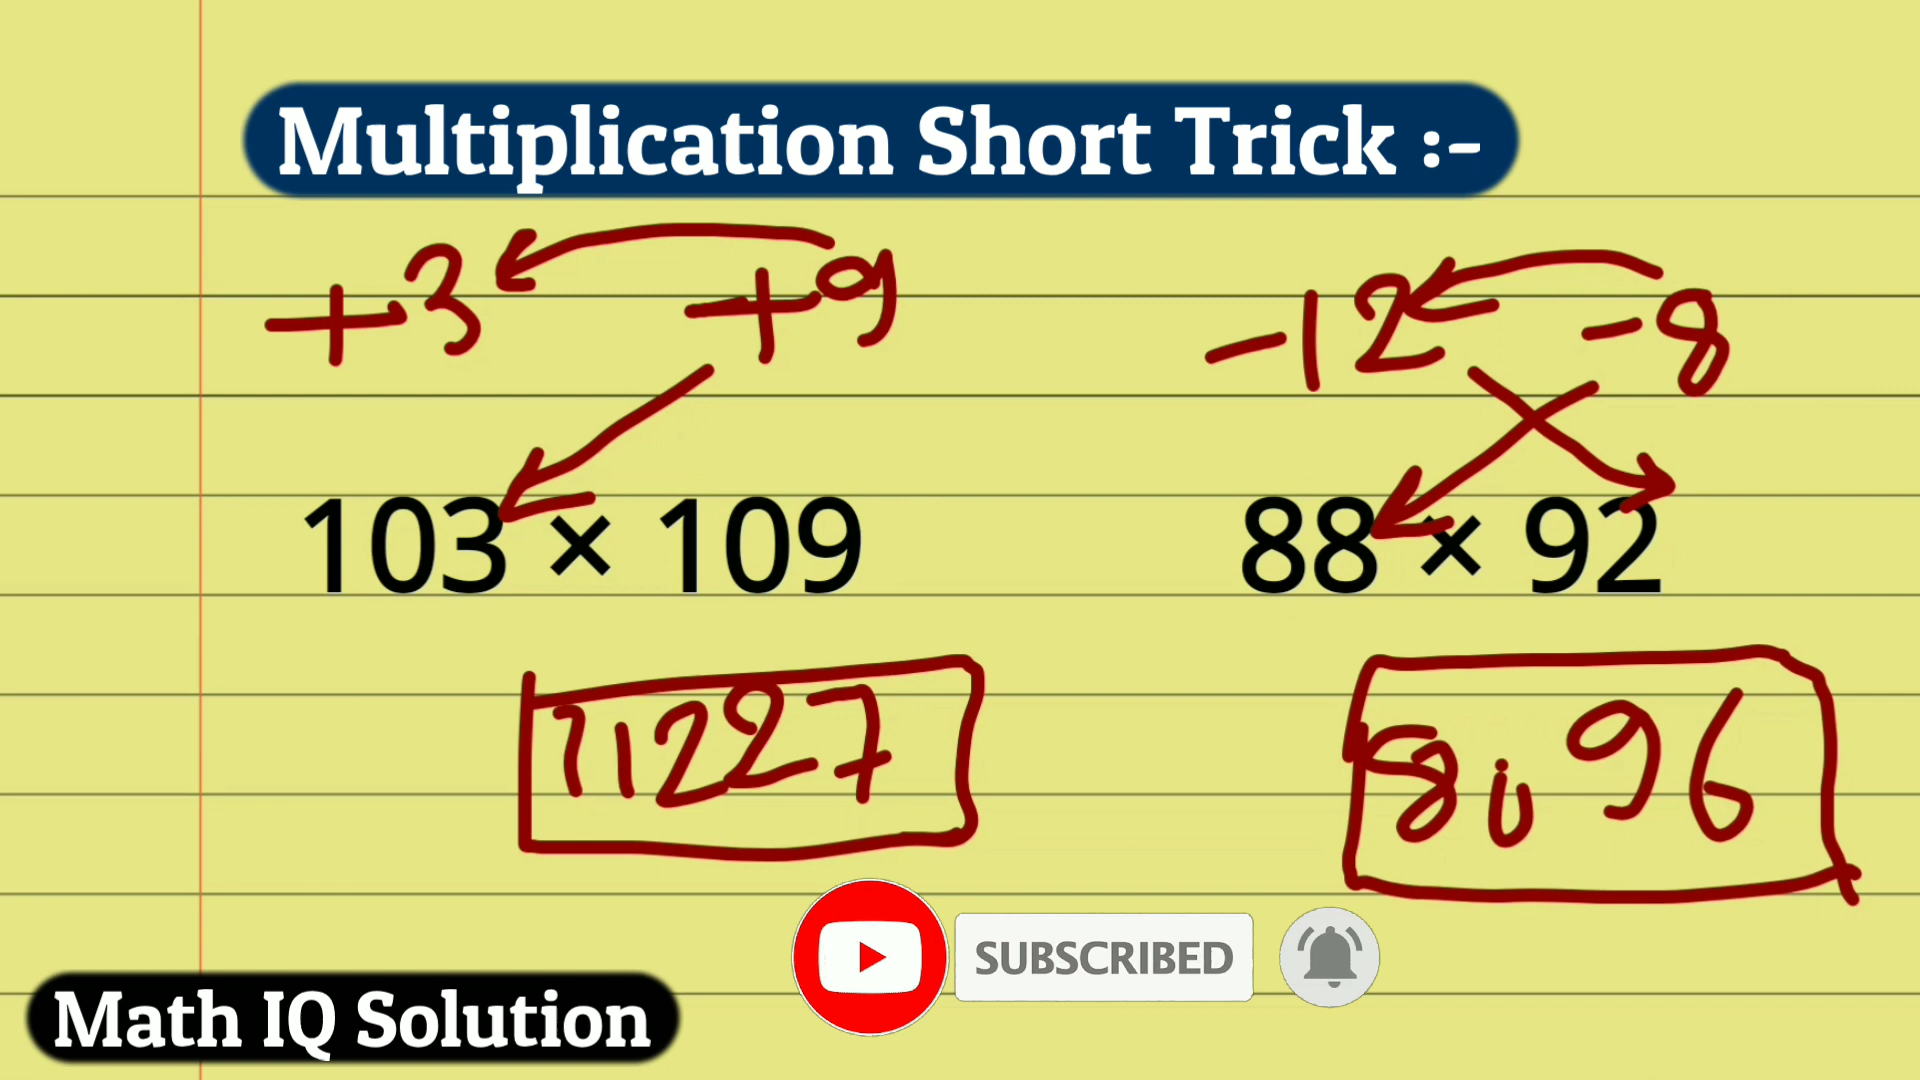 Multiplication Short Trick :-
+3 +9 -12 -8
103 × 109 88 × 92
11227 8096
SUBSCRIBED
Math IQ Solution